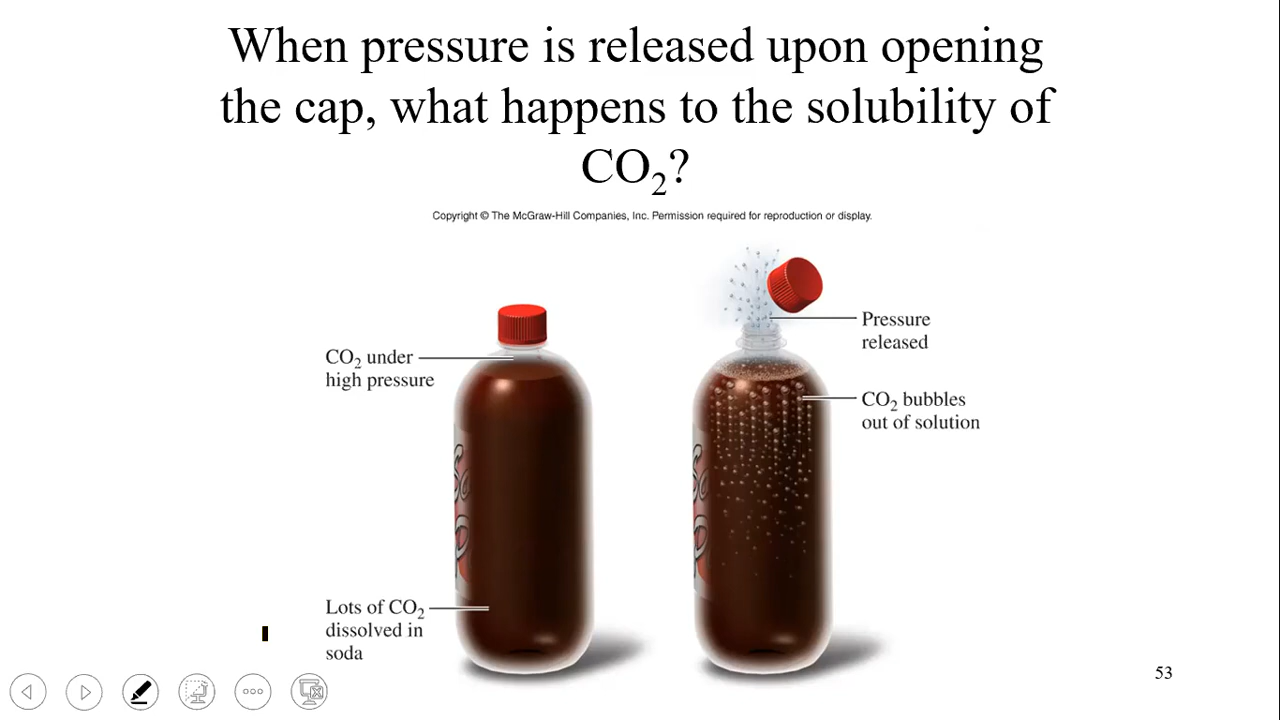 When pressure is released upon opening
the cap, what happens to the solubility of
CO₂?
Copyright © The McGraw-Hill Companies, Inc. Permission required for reproduction or display.
CO₂ under
high pressure
Lots of CO₂
dissolved in
soda
Pressure
released
CO₂ bubbles
out of solution
53